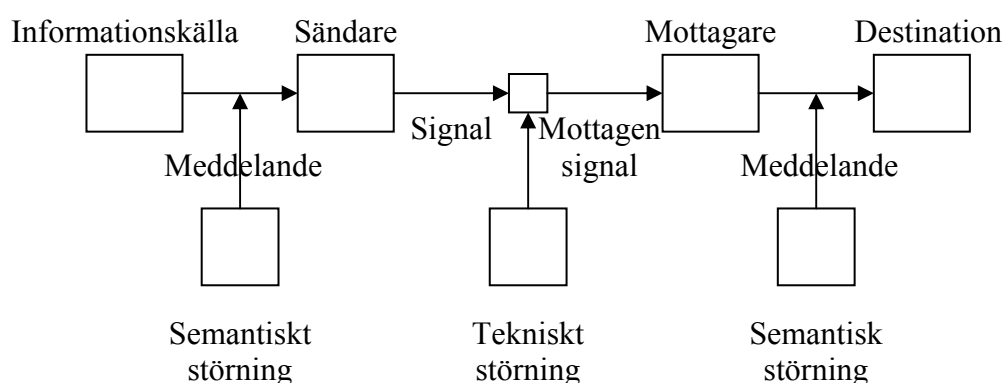 Informationskälla Sändare Mottagare Destination
Signal Mottagen
signal
Meddelande Meddelande
Semantiskt Tekniskt Semantisk
störning störning störning